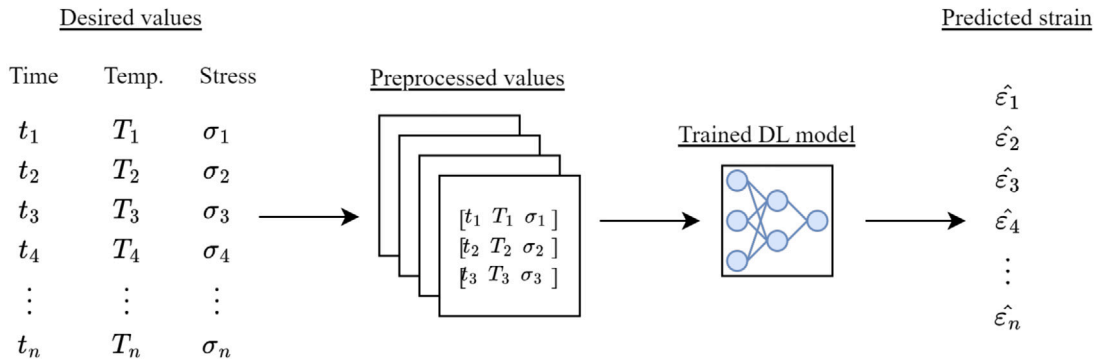 Desired values
Predicted strain
Time Temp. Stress
Preprocessed values
Trained DL model
t₁ T₁ σ₁
t₂ T₂ σ₂
t₃ T₃ σ₃
t₄ T₄ σ₄
⋮ ⋮ ⋮
tₙ Tₙ σₙ
[t₁ T₁ σ₁ ]
[t₂ T₂ σ₂ ]
[t₃ T₃ σ₃ ]
ε̂₁
ε̂₂
ε̂₃
ε̂₄
⋮
ε̂ₙ